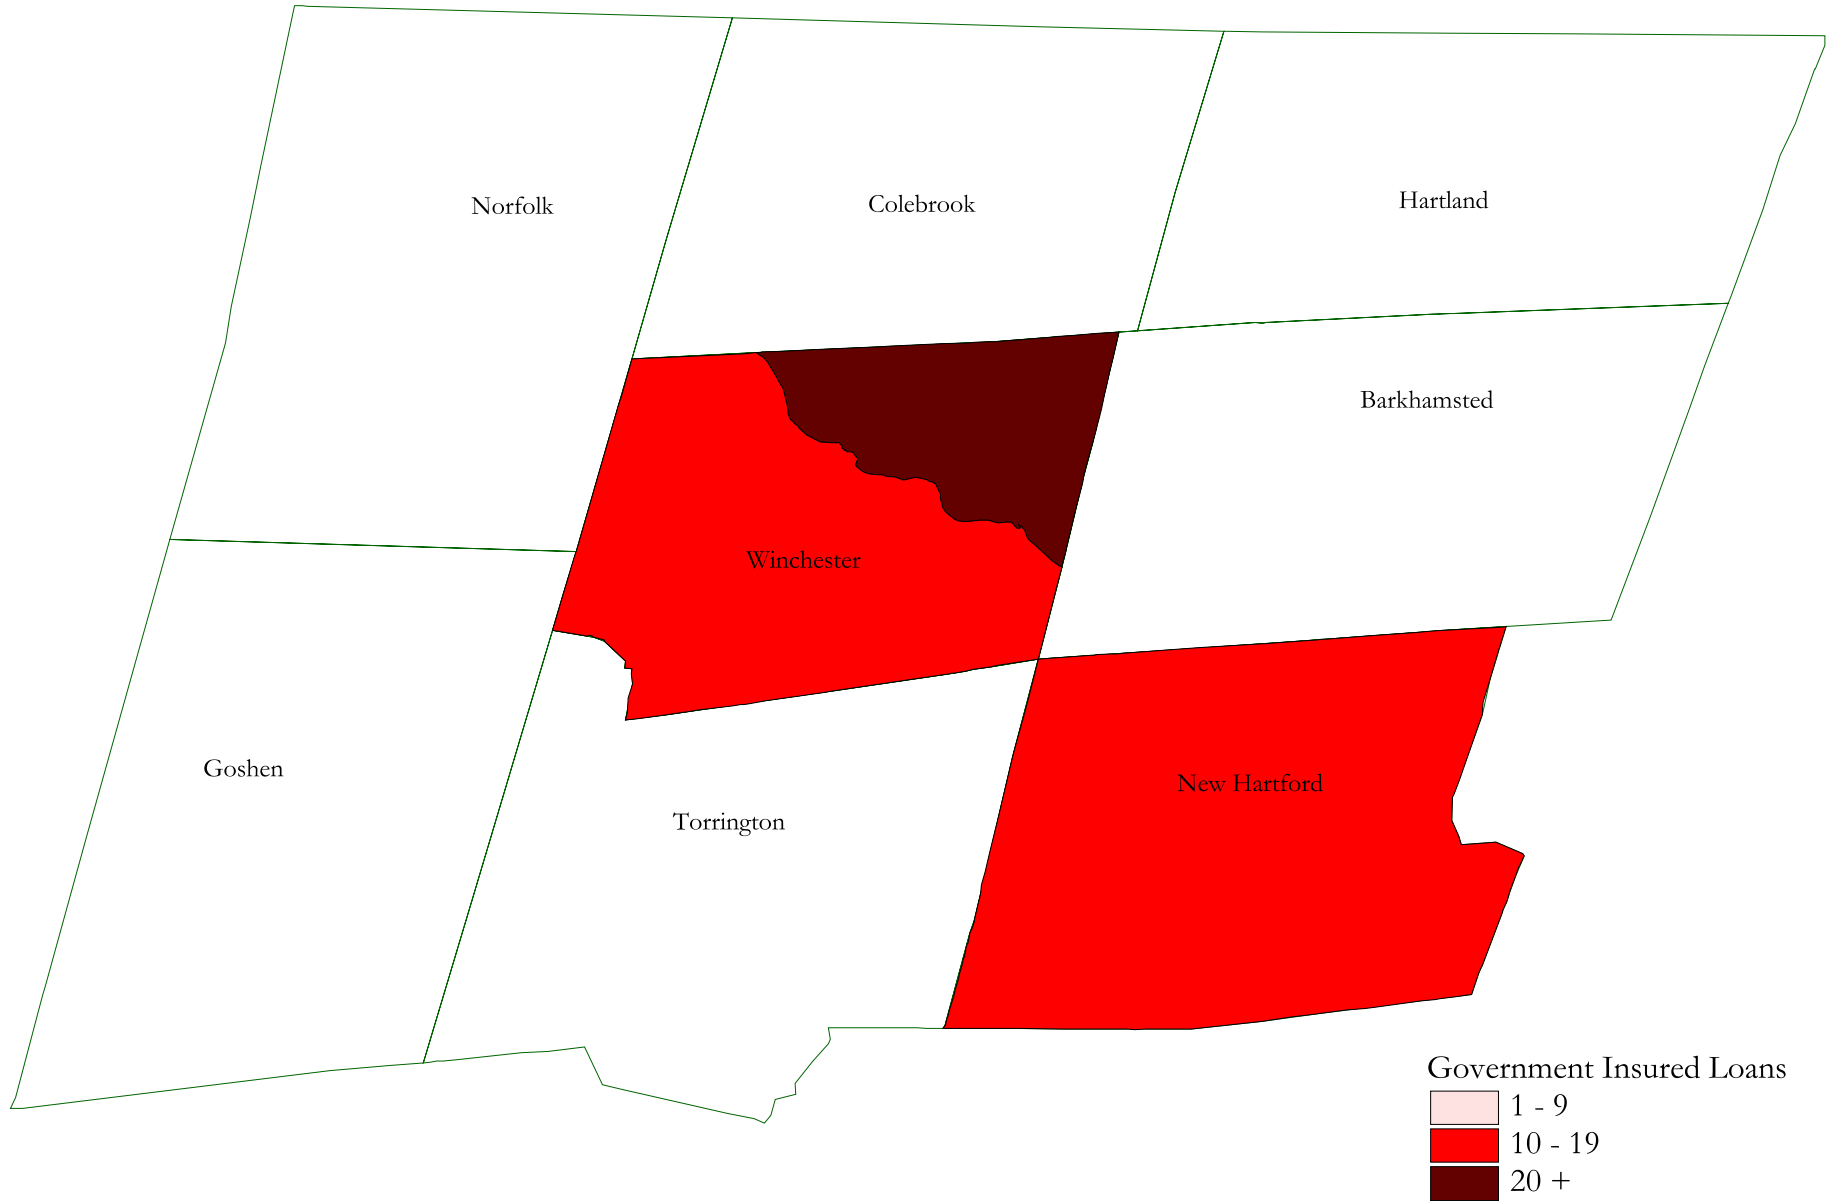 Hartland
Colebrook
Norfolk
Barkhamsted
Winchester
Goshen
New Hartford
Torrington
Government Insured Loans
1 - 9
10 - 19
20 +